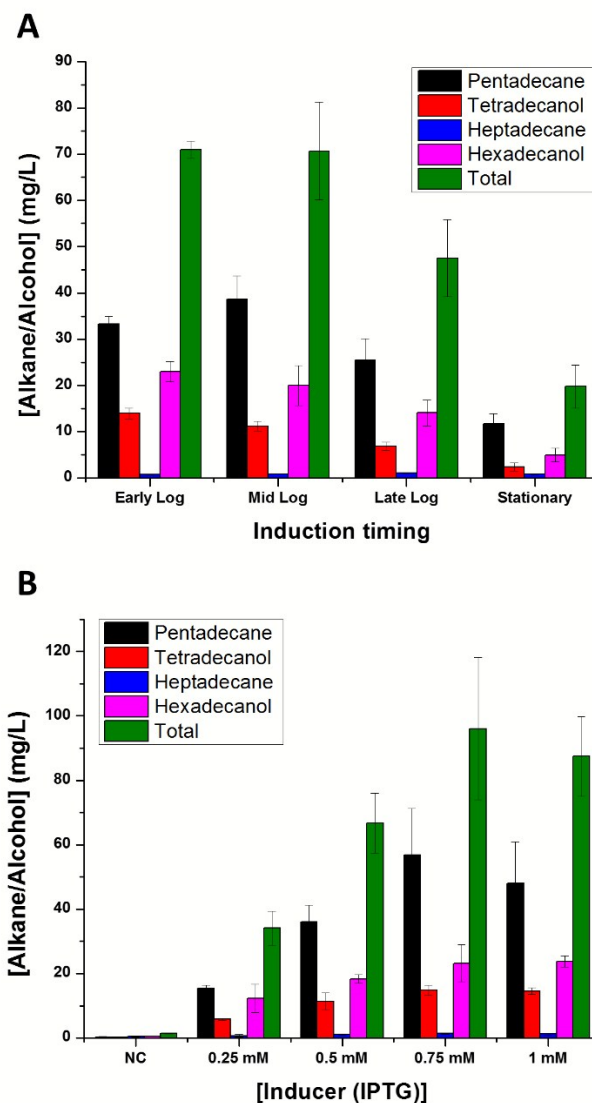 A
90
80
70
60
50
40
30
20
10
0
[Alkane/Alcohol] (mg/L)
Pentadecane
Tetradecanol
Heptadecane
Hexadecanol
Total
Early Log Mid Log Late Log Stationary
Induction timing
B
120
100
80
60
40
20
0
[Alkane/Alcohol] (mg/L)
Pentadecane
Tetradecanol
Heptadecane
Hexadecanol
Total
NC 0.25 mM 0.5 mM 0.75 mM 1 mM
[Inducer (IPTG)]